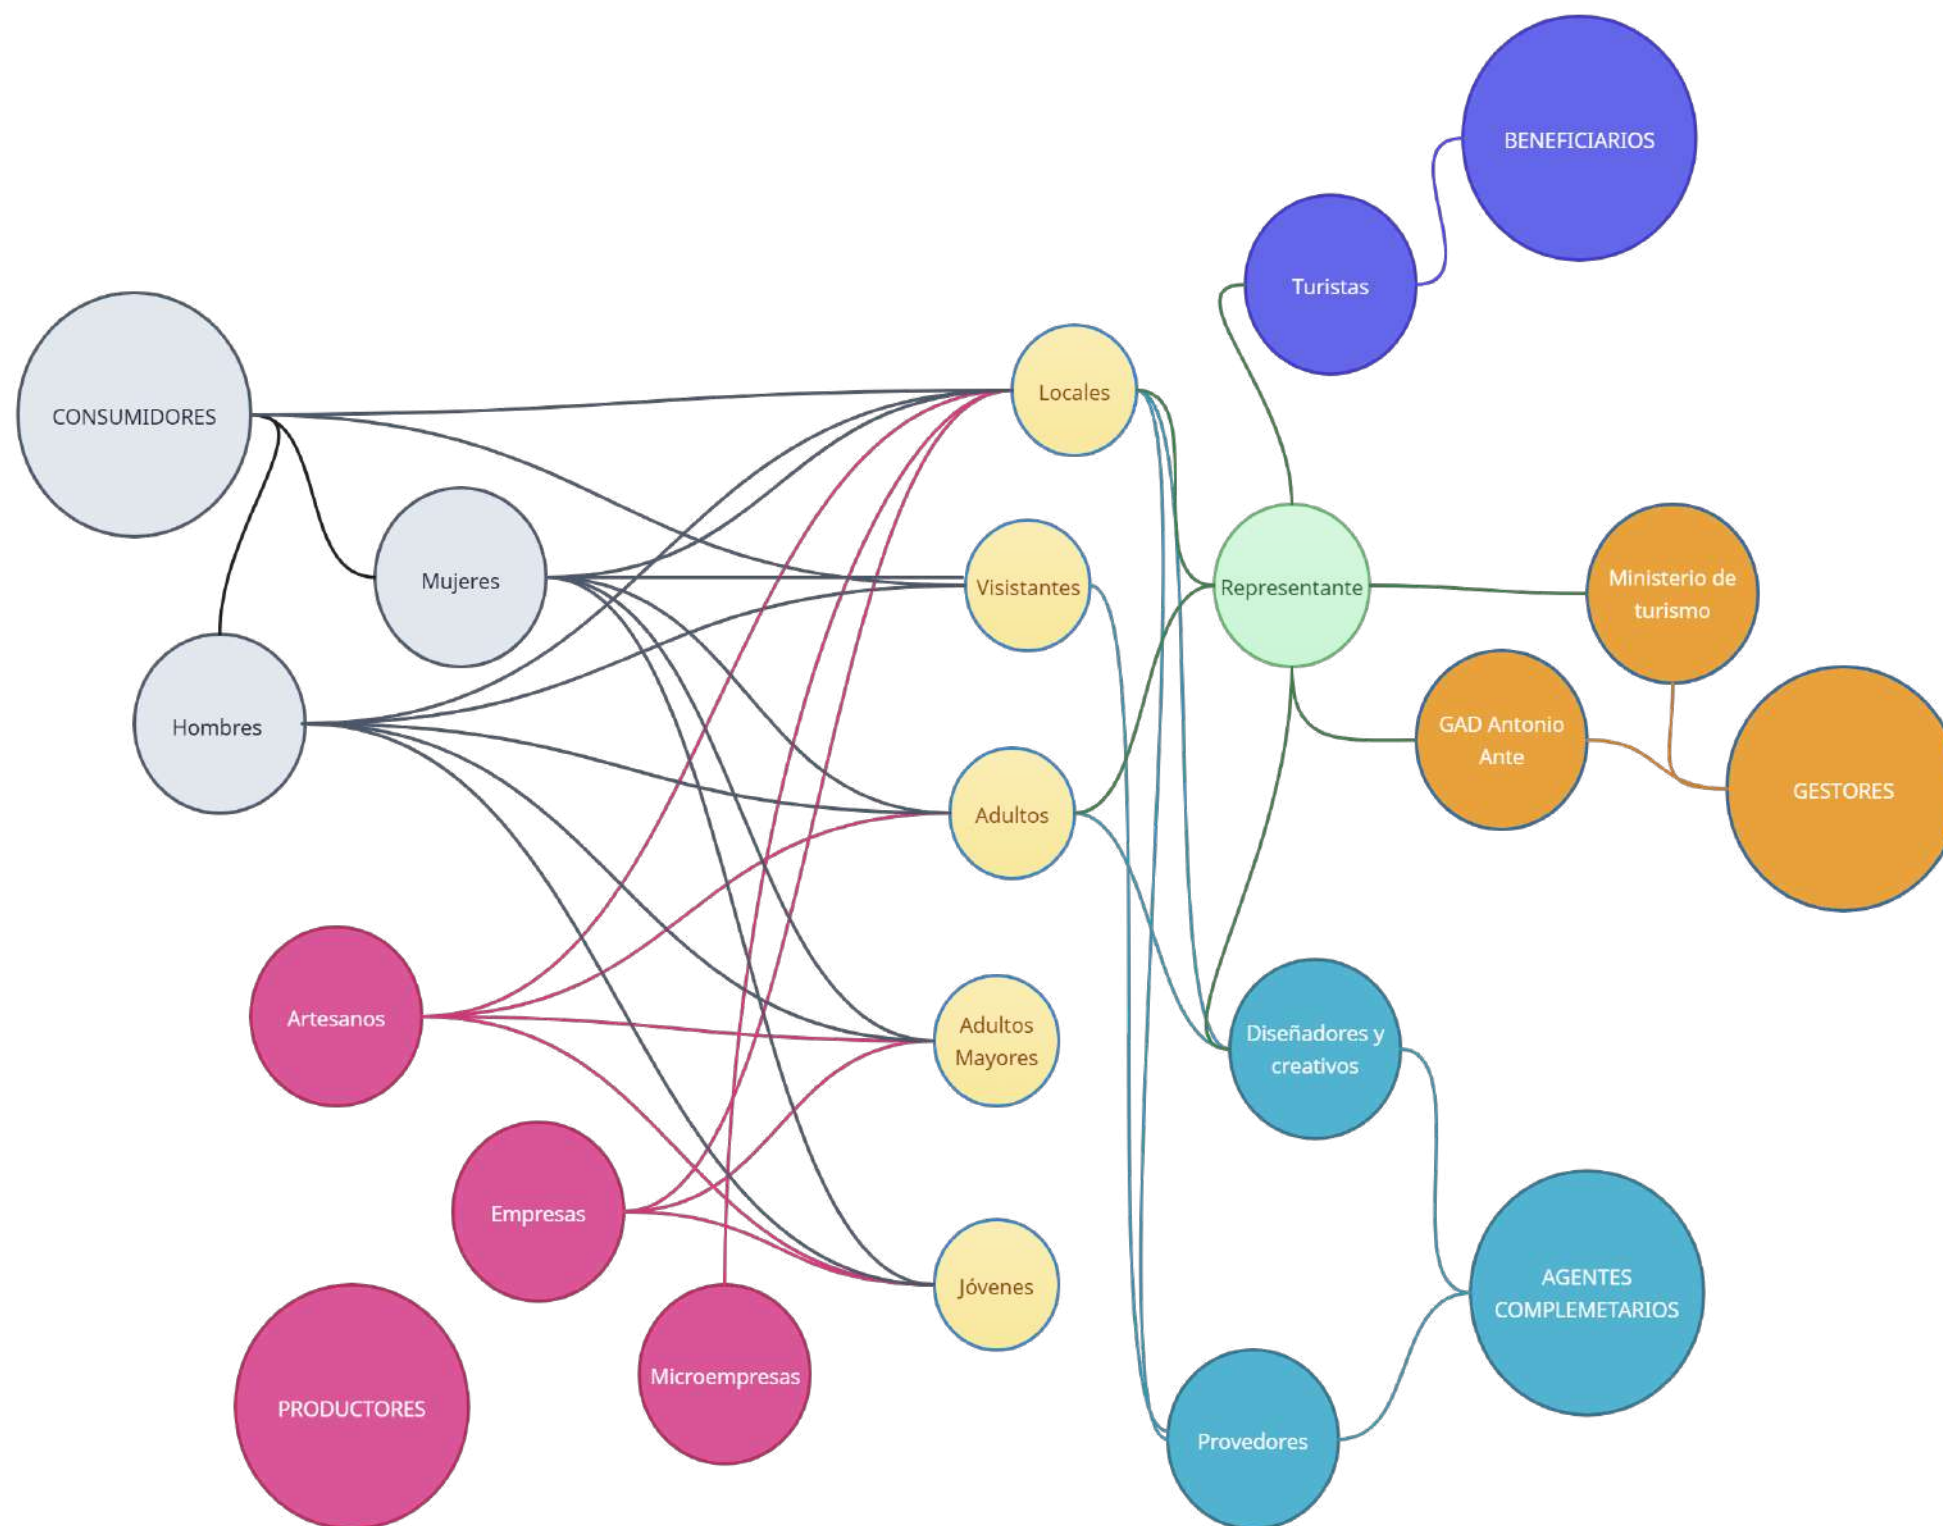 BENEFICIARIOS
Turistas
CONSUMIDORES
Locales
Mujeres
Visistantes
Representante
Ministerio de
turismo
Hombres
GAD Antonio
Ante
GESTORES
Adultos
Artesanos
Adultos
Mayores
Diseñadores y
creativos
Empresas
Jóvenes
AGENTES
COMPLEMETARIOS
Microempresas
PRODUCTORES
Provedores